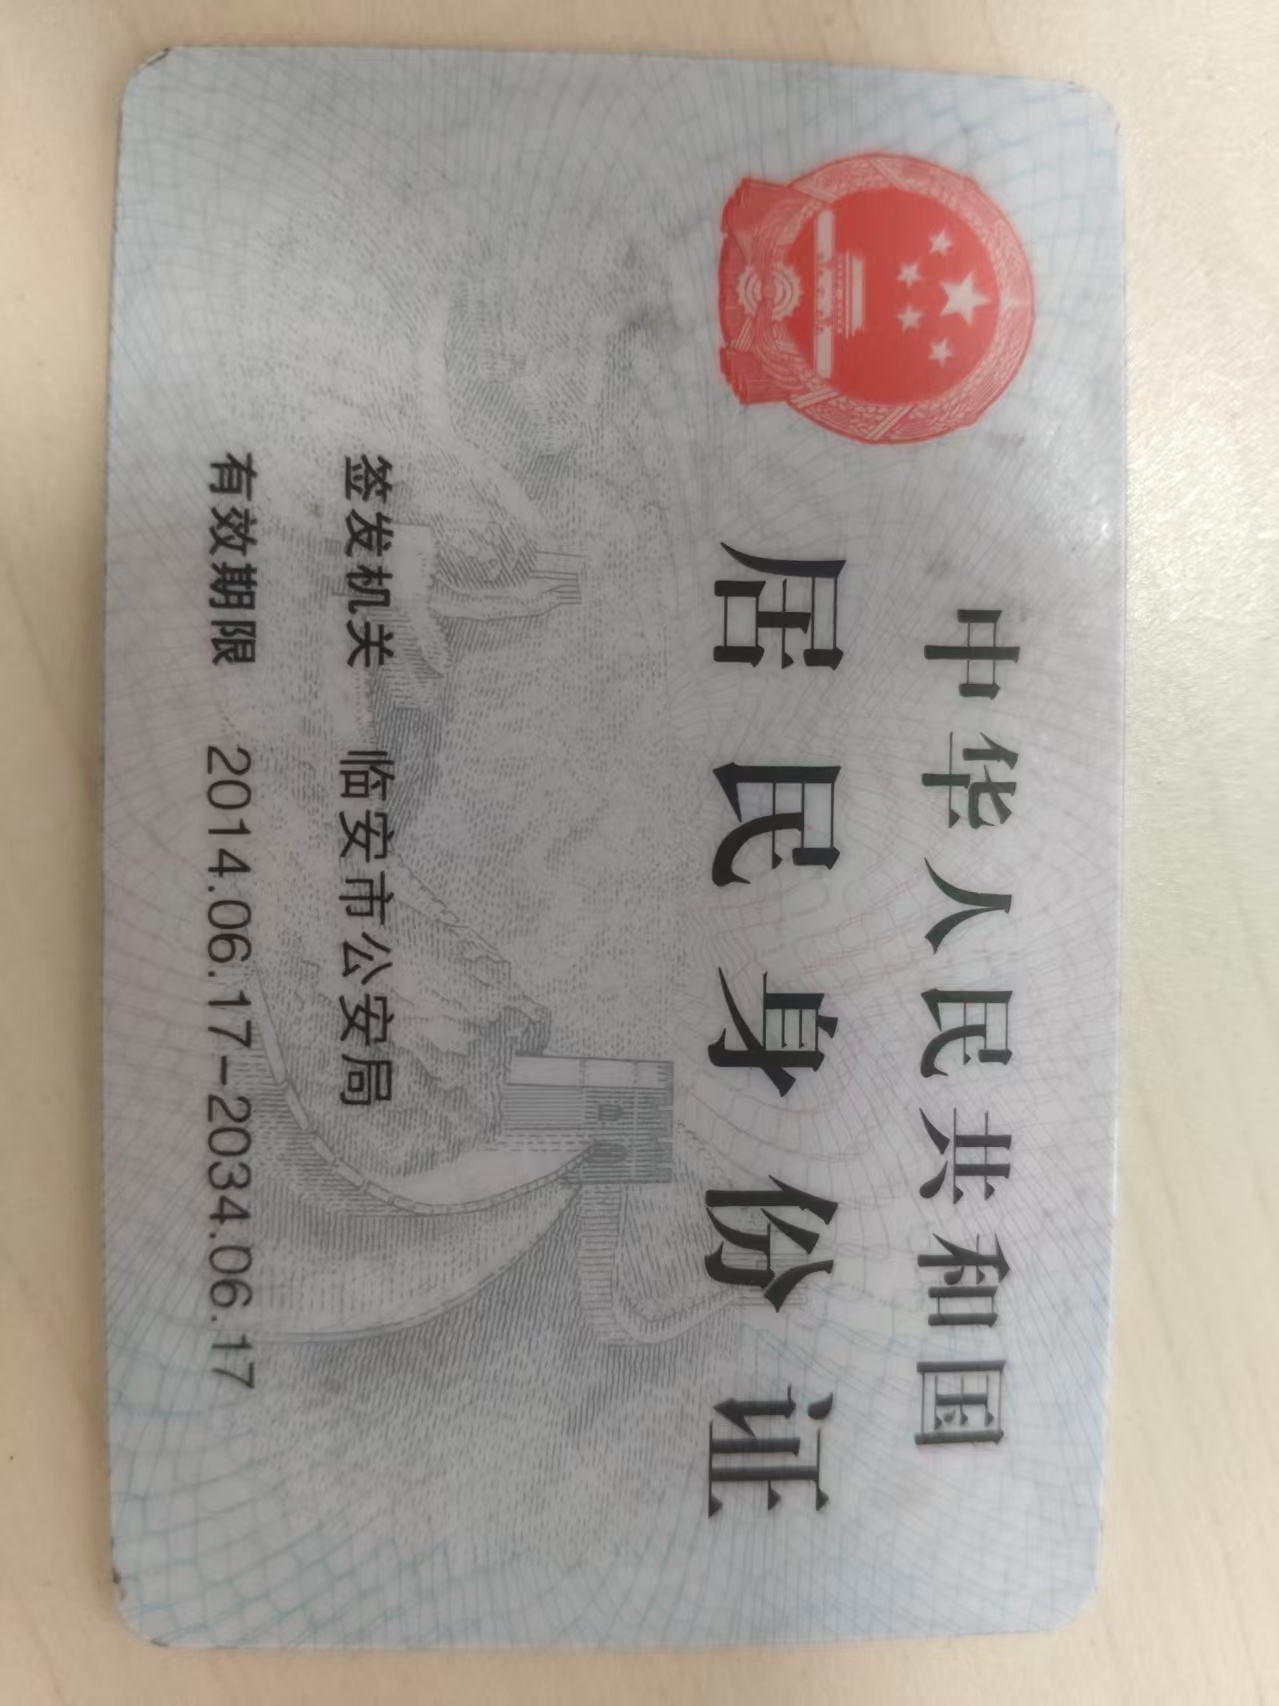 中华人民共和国
居民身份证
签发机关 临安市公安局
有效期限 2014.06.17-2034.06.17